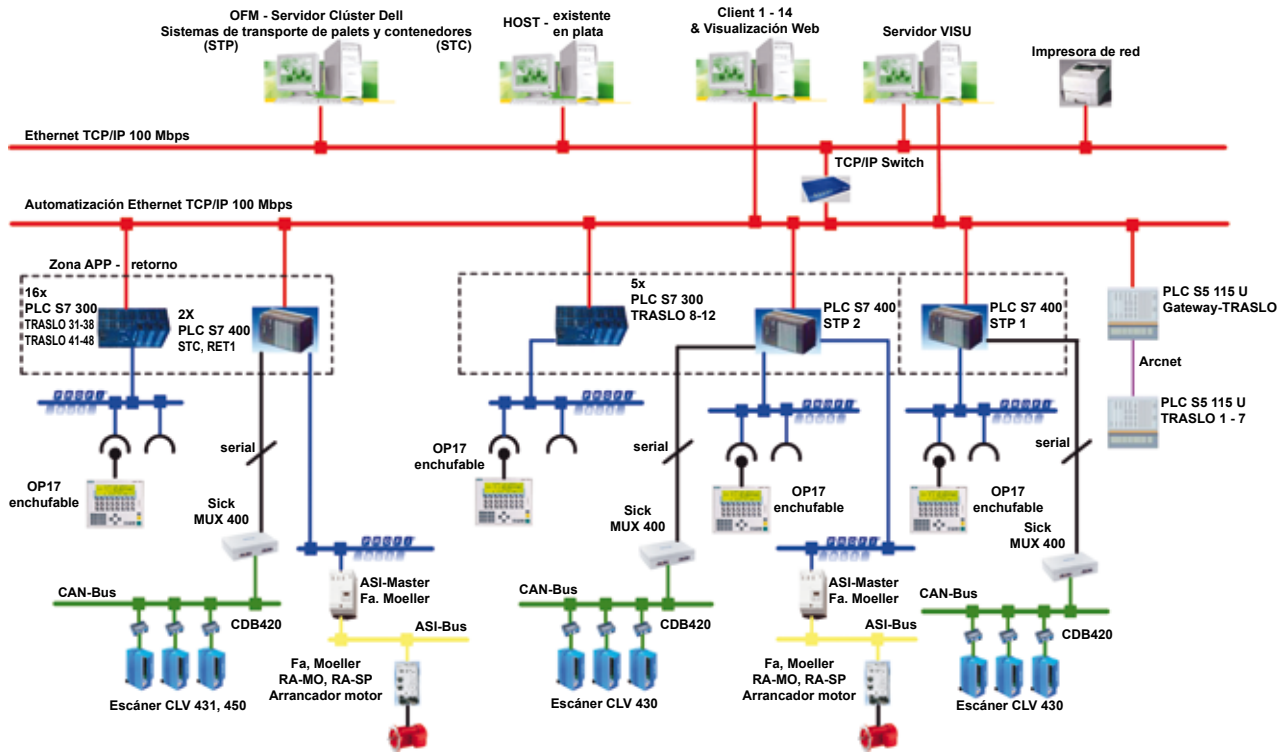 OFM - Servidor Clúster Dell
Sistemas de transporte de palets y contenedores
(STP) (STC)
HOST - existente
en plata
Client 1 - 14
& Visualización Web
Servidor VISU
Impresora de red
Ethernet TCP/IP 100 Mbps
TCP/IP Switch
Automatización Ethernet TCP/IP 100 Mbps
Zona APP - retorno
16x
PLC S7 300
TRASLO 31-38
TRASLO 41-48
2X
PLC S7 400
STC, RET1
5x
PLC S7 300
TRASLO 8-12
PLC S7 400
STP 2
PLC S7 400
STP 1
PLC S5 115 U
Gateway-TRASLO
Arcnet
PLC S5 115 U
TRASLO 1 - 7
OP17
enchufable
serial
Sick
MUX 400
OP17
enchufable
serial
Sick
MUX 400
OP17
enchufable
OP17
enchufable
serial
Sick
MUX 400
CAN-Bus
CDB420
Escáner CLV 431, 450
ASI-Master
Fa. Moeller
ASI-Bus
Fa, Moeller
RA-MO, RA-SP
Arrancador motor
CAN-Bus
CDB420
Escáner CLV 430
ASI-Master
Fa. Moeller
ASI-Bus
Fa, Moeller
RA-MO, RA-SP
Arrancador motor
CAN-Bus
CDB420
Escáner CLV 430